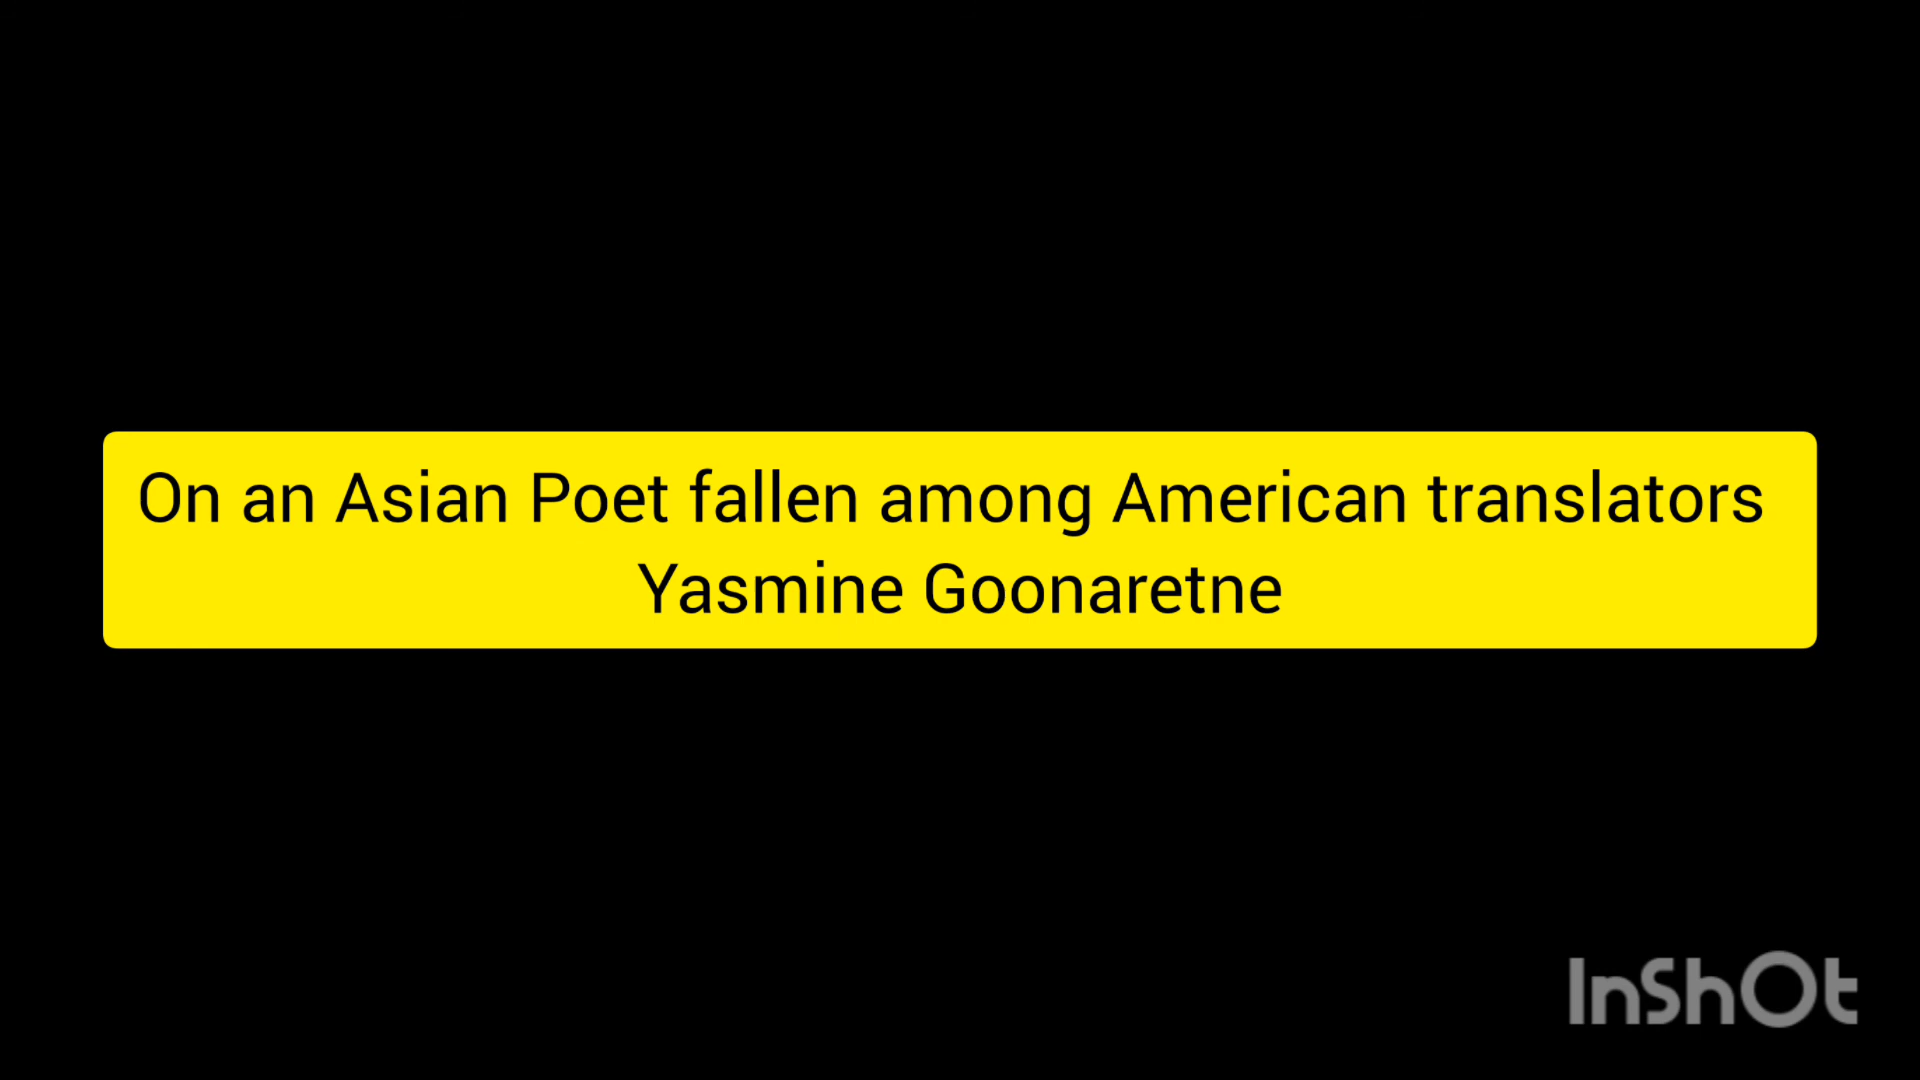 On an Asian Poet fallen among American translators
Yasmine Goonaretne
InShOt